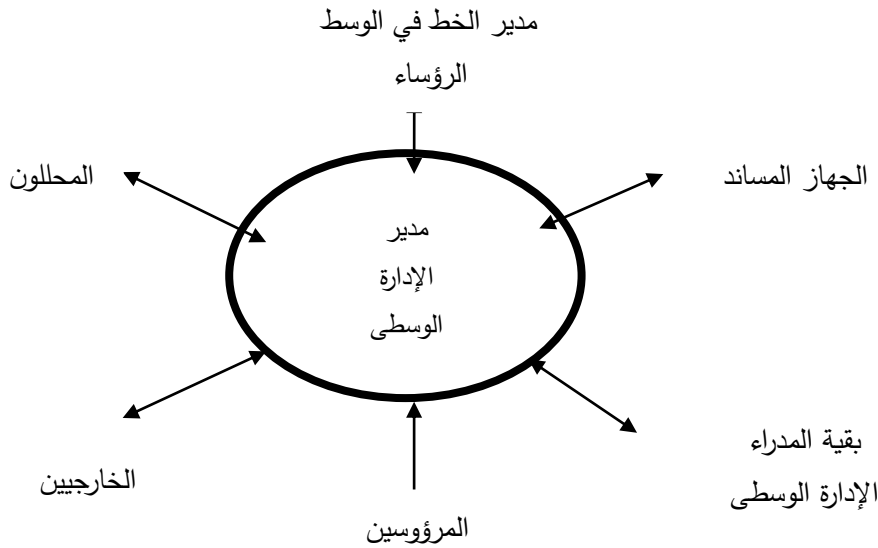 مدير الخط في الوسط
الرؤساء
الجهاز المساند
المحللون
مدير
الإدارة
الوسطى
بقية المدراء
الإدارة الوسطى
الخارجيين
المرؤوسين